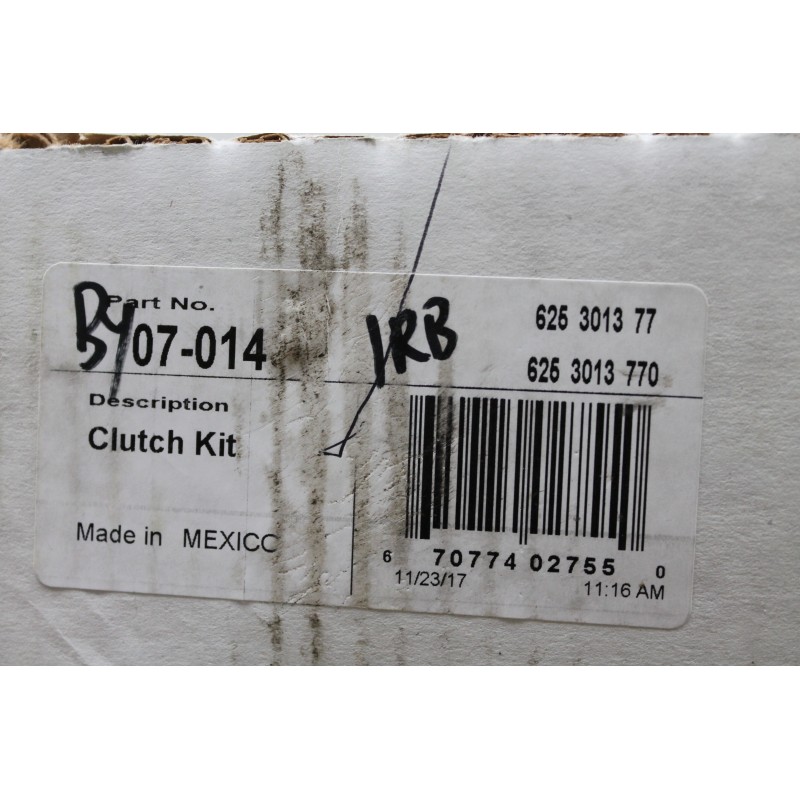 Part No.
07-014
1RB
625 3013 77
625 3013 770
Description
Clutch Kit
Made in MEXICO
6 70774 02755 0
11/23/17 11:16 AM